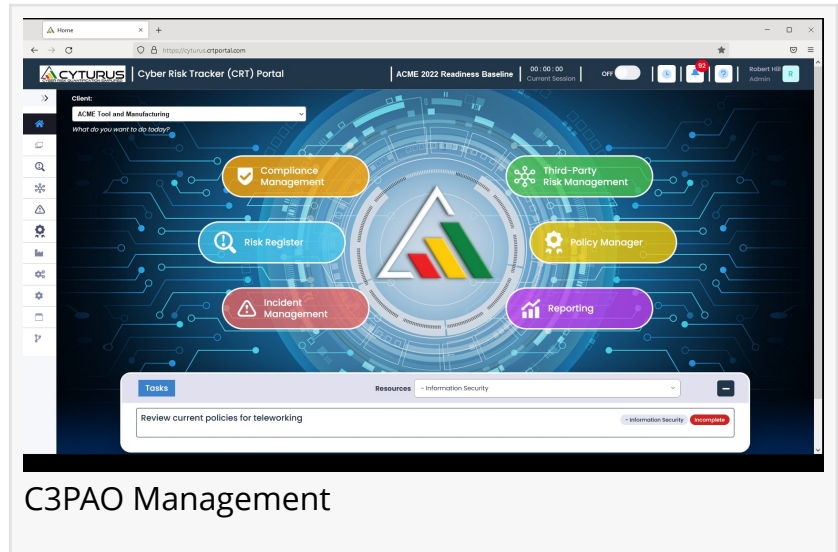 Home
https://cyturus.crtportal.com
CYTURUS
Cyber Risk Tracker (CRT) Portal
ACME 2022 Readiness Baseline
00 : 00 : 00
Current Session
OFF
92
Robert Hill
Admin
R
Client:
ACME Tool and Manufacturing
What do you want to do today?
Compliance
Management
Third-Party
Risk Management
Risk Register
Policy Manager
Incident
Management
Reporting
Tasks
Resources
- Information Security
Review current policies for teleworking
- Information Security
Incomplete
C3PAO Management